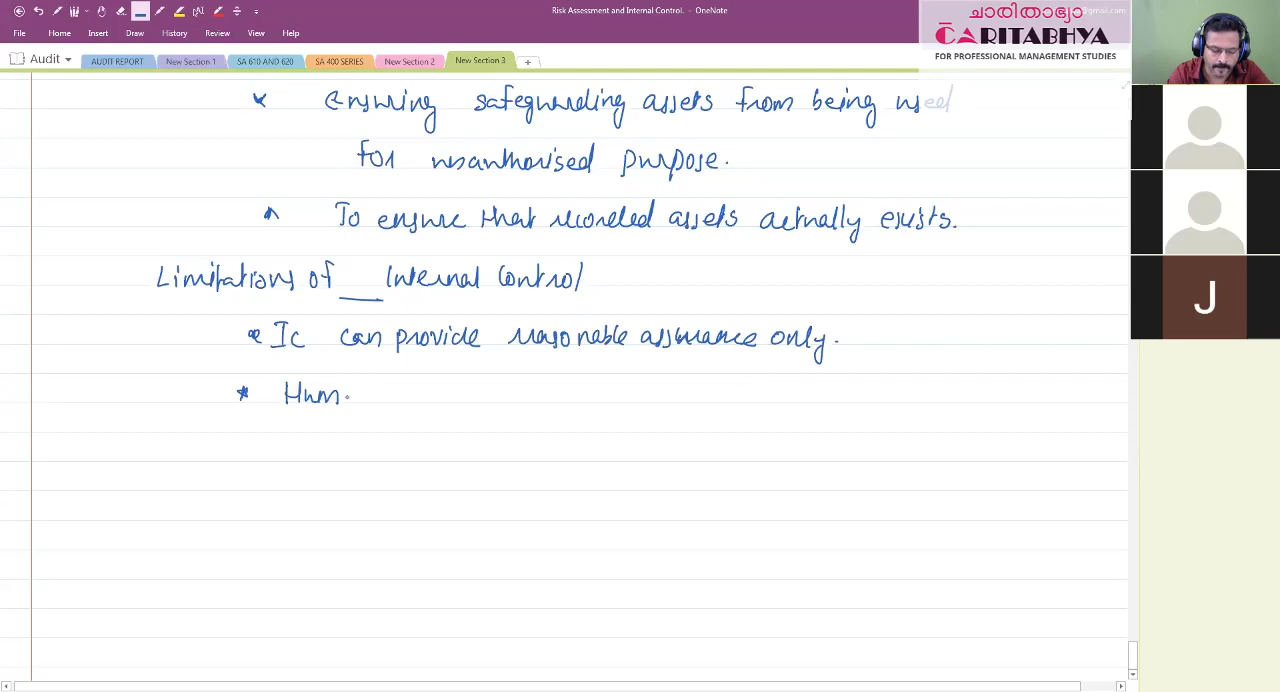 Risk Assessment and Internal Control. - OneNote
@gmail.com
File Home Insert Draw History Review View Help
ചാരിതാഭ്യാ
CARITABHYA
FOR PROFESSIONAL MANAGEMENT STUDIES
Audit AUDIT REPORT New Section 1 SA 610 AND 620 SA 400 SERIES New Section 2 New Section 3
Ensuring safeguarding assets from being used
for unauthorised purpose.
To ensure that recorded assets actually exists.
Limitations of __ Internal Control
* IC can provide reasonable assurance only.
* Hum
J